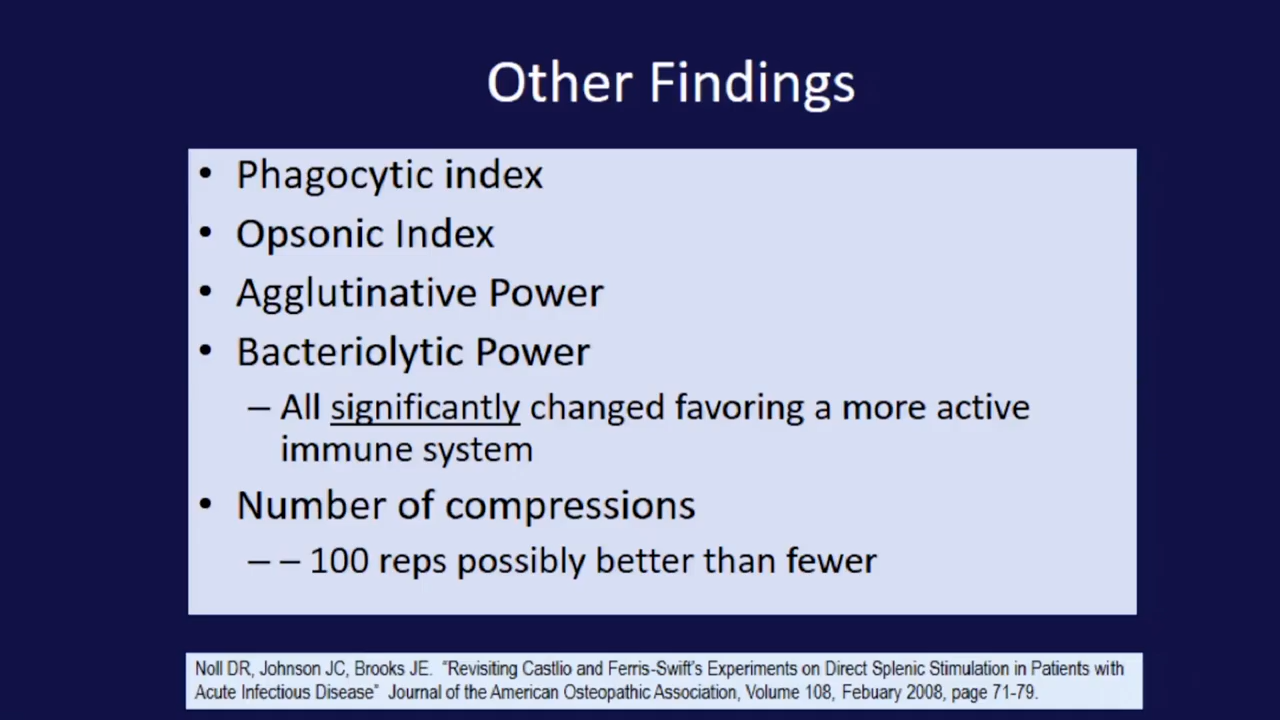 Other Findings
• Phagocytic index
• Opsonic Index
• Agglutinative Power
• Bacteriolytic Power
– All significantly changed favoring a more active
immune system
• Number of compressions
– – 100 reps possibly better than fewer
Noll DR, Johnson JC, Brooks JE. “Revisiting Castlio and Ferris-Swift’s Experiments on Direct Splenic Stimulation in Patients with
Acute Infectious Disease” Journal of the American Osteopathic Association, Volume 108, Febuary 2008, page 71-79.